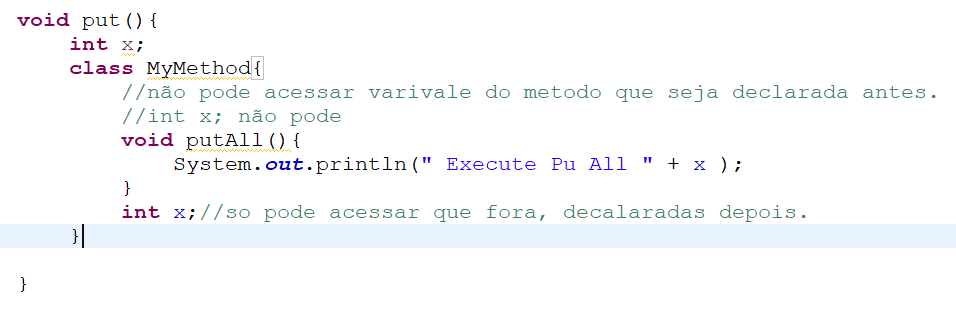 void put(){
int x;
class MyMethod{
//não pode acessar varivale do metodo que seja declarada antes.
//int x; não pode
void putAll(){
System.out.println(" Execute Pu All " + x );
}
int x;//so pode acessar que fora, decalaradas depois.
}
}